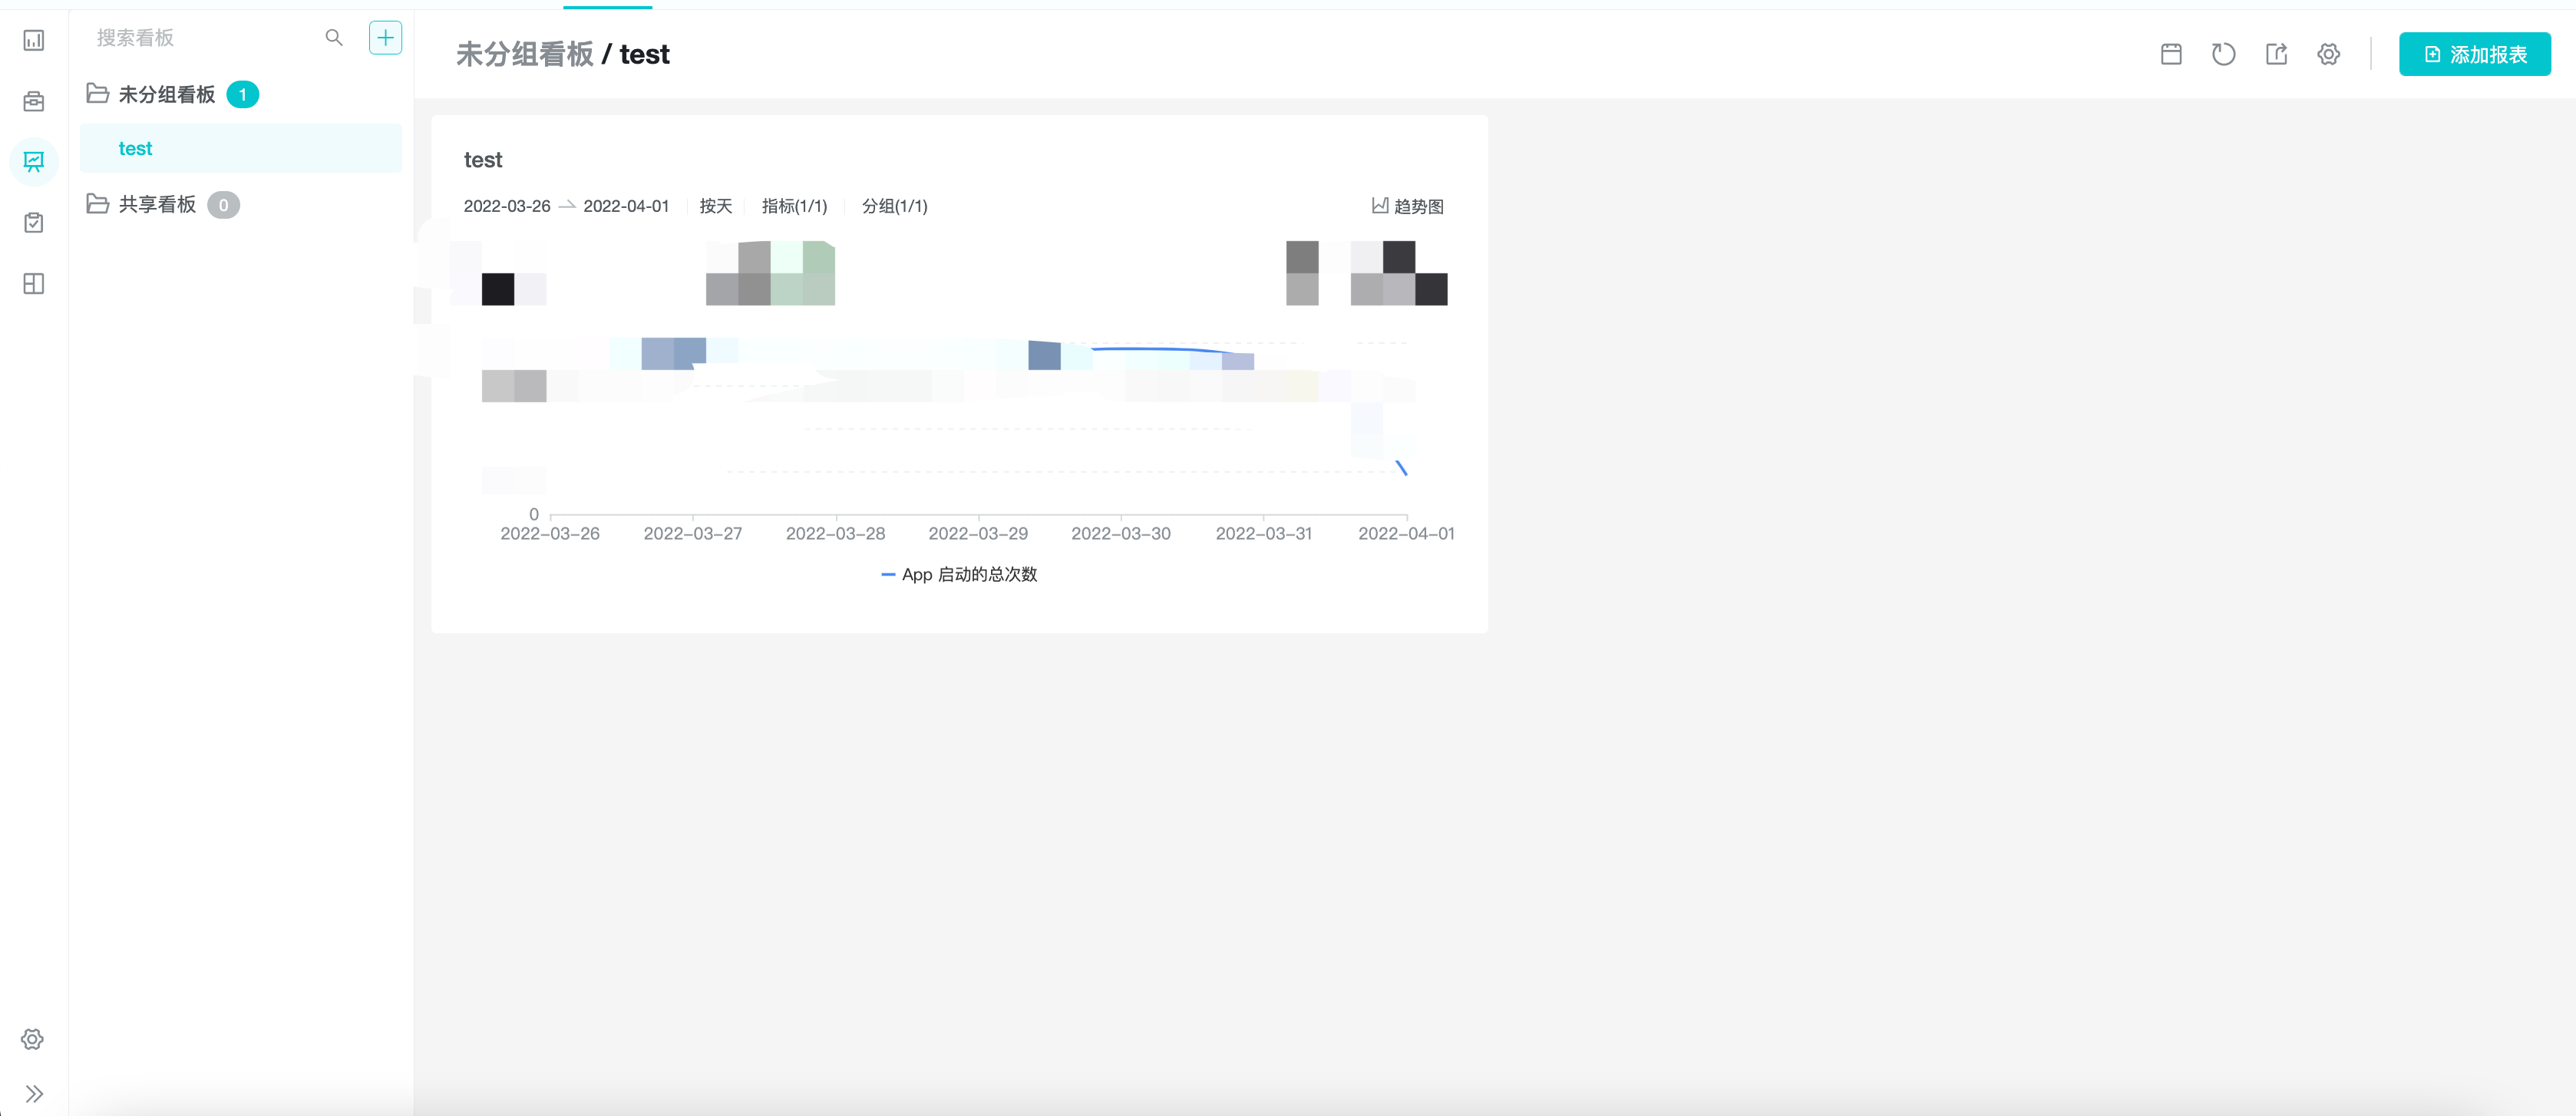 搜索看板
未分组看板 1
test
共享看板 0
未分组看板 / test
添加报表
test
2022-03-26 2022-04-01 按天 指标(1/1) 分组(1/1) 趋势图
0
2022-03-26 2022-03-27 2022-03-28 2022-03-29 2022-03-30 2022-03-31 2022-04-01
App 启动的总次数